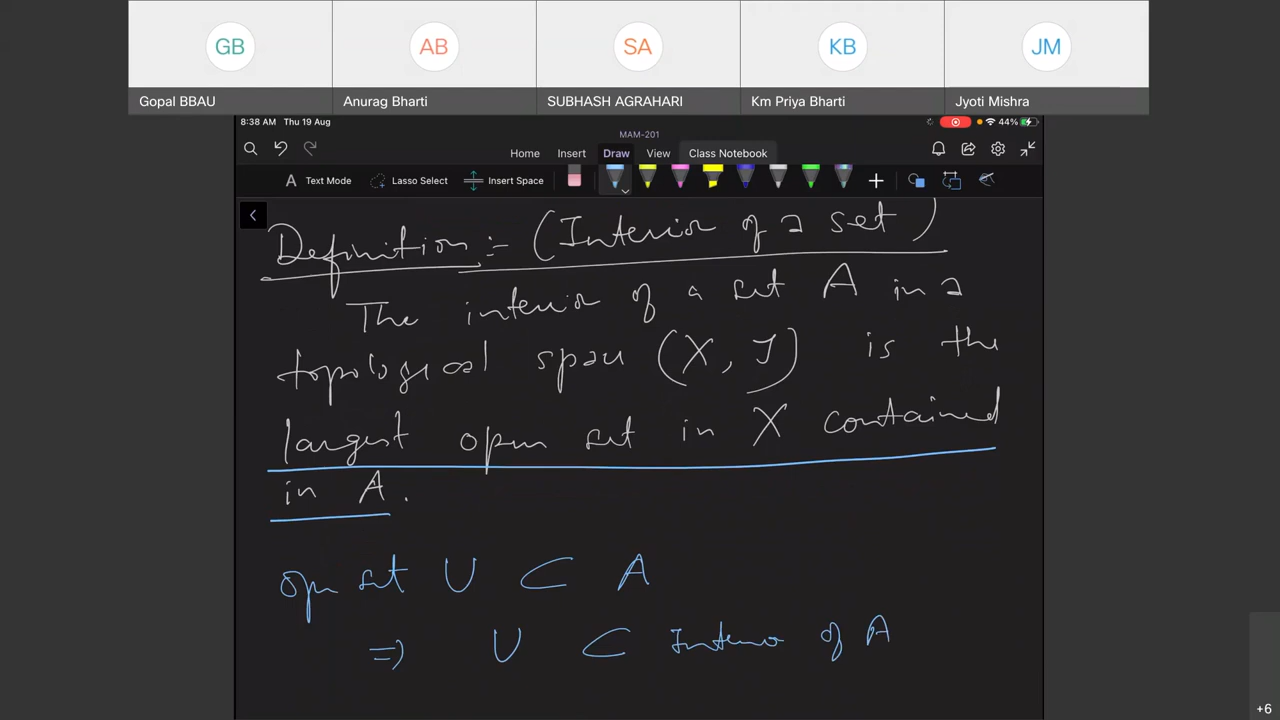 GB
AB
SA
KB
JM
Gopal BBAU
Anurag Bharti
SUBHASH AGRAHARI
Km Priya Bharti
Jyoti Mishra
8:38 AM Thu 19 Aug
44%
MAM-201
Home Insert Draw View Class Notebook
A Text Mode Lasso Select Insert Space
Definition :- (Interior of a set)
The interior of a set A in a
topological space (X, J) is the
largest open set in X contained
in A.
open set U ⊂ A
=> U ⊂ Interior of A
+6